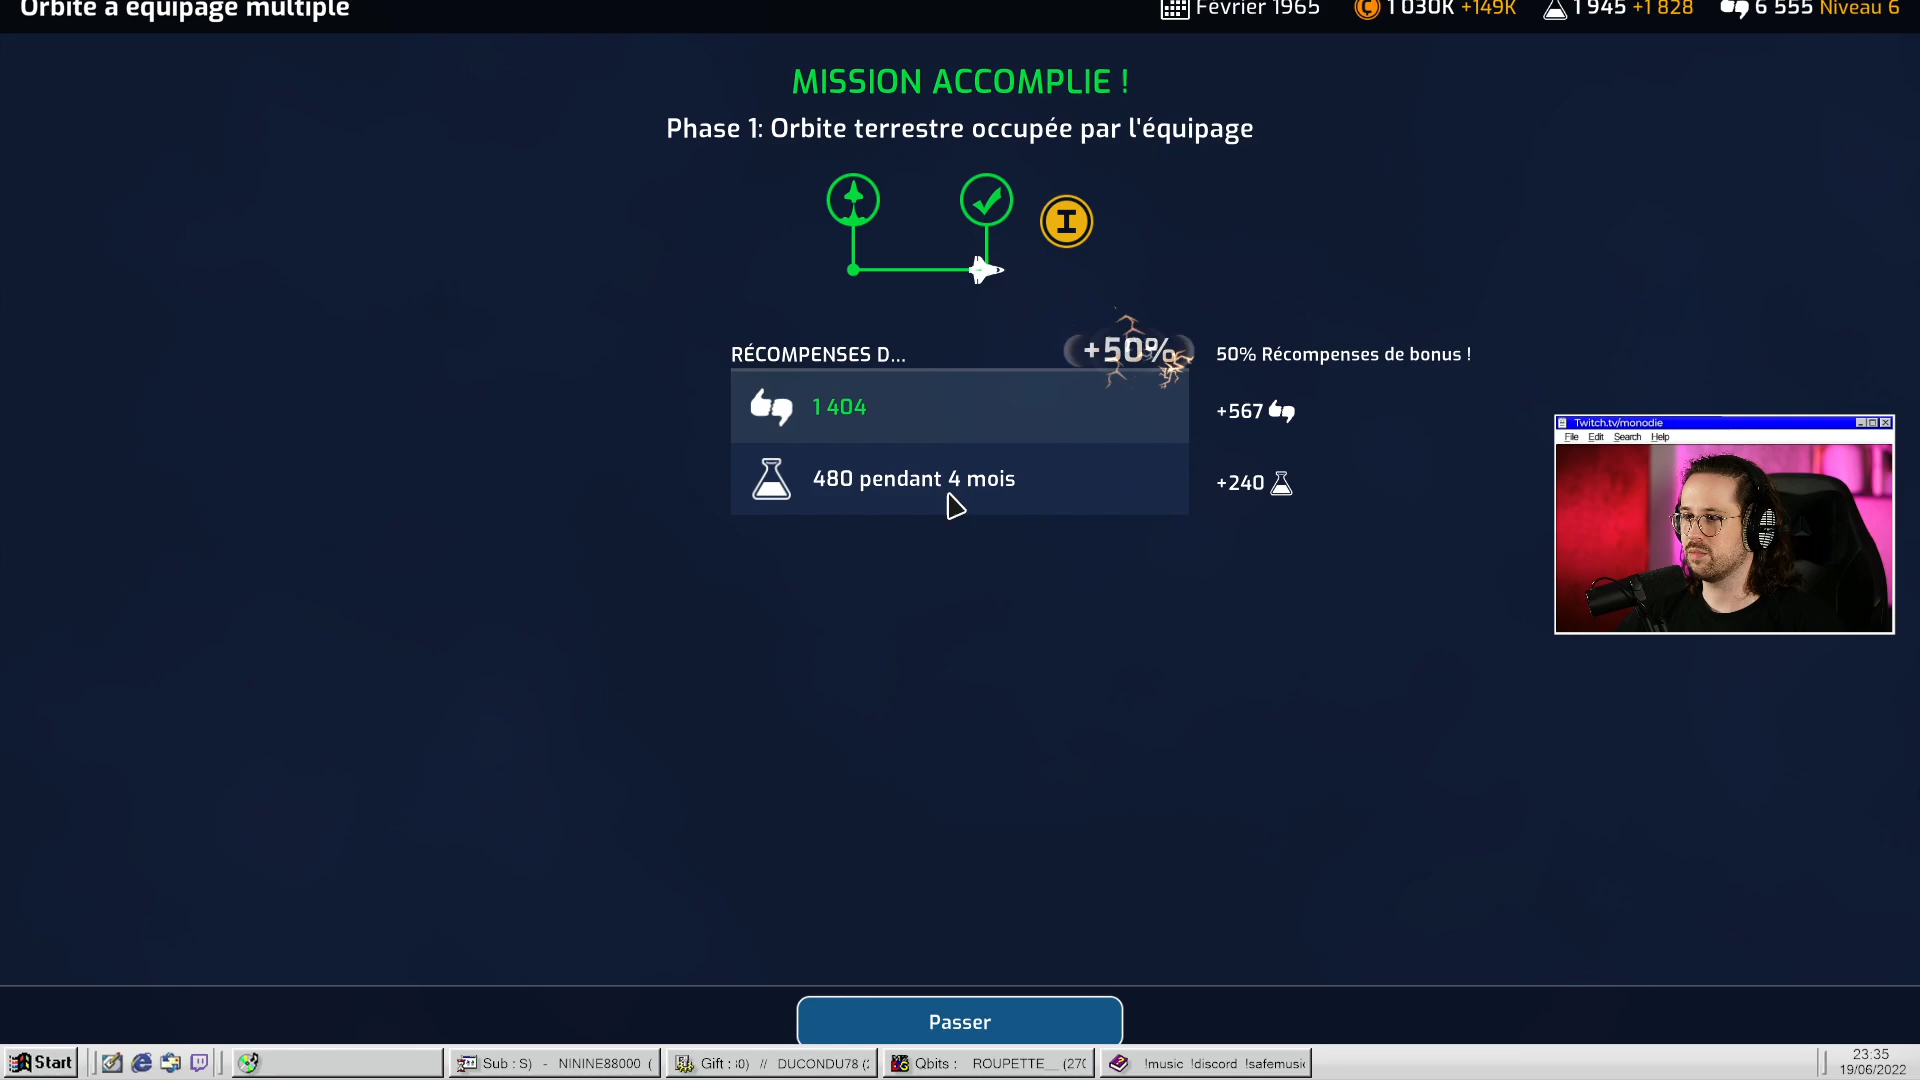 Orbite à équipage multiple
Février 1965
1 030K +149K
1 945 +1 828
6 555 Niveau 6
MISSION ACCOMPLIE !
Phase 1: Orbite terrestre occupée par l'équipage
I
RÉCOMPENSES D...
+50%
50% Récompenses de bonus !
1 404
+567
480 pendant 4 mois
+240
Twitch.tv/monodie
File Edit Search Help
Passer
Start
Sub : S) - NININE88000 (
Gift : :0) // DUCONDU78 (2
Qbits : ROUPETTE__ (270
!music !discord !safemusic
23:35
19/06/2022